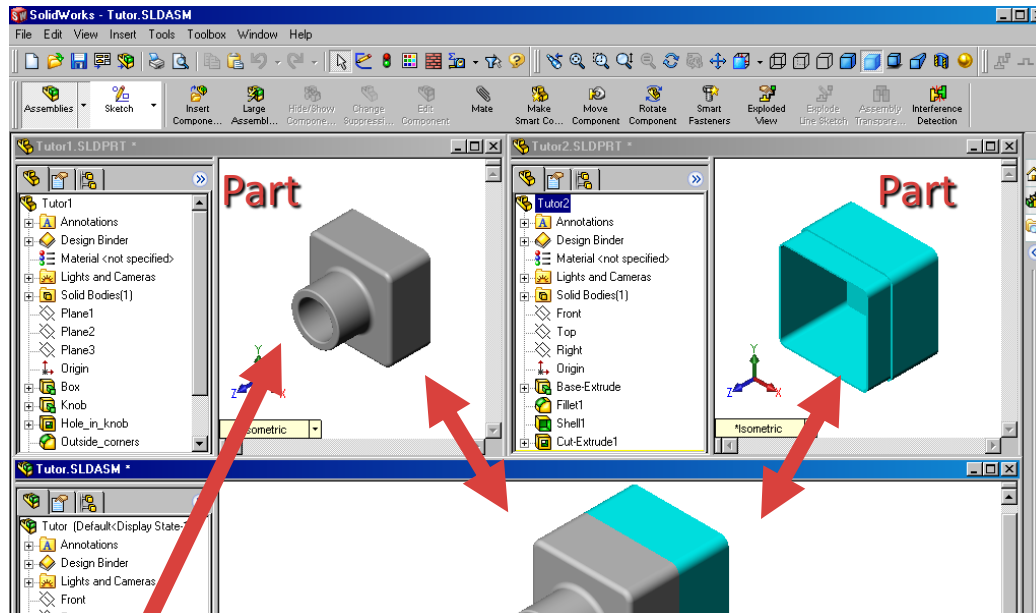 SolidWorks - Tutor.SLDASM
File Edit View Insert Tools Toolbox Window Help
Assemblies Sketch Insert Compone... Large Assembl... Hide/Show Compone... Change Suppressi... Edit Component Mate Make Smart Co... Move Component Rotate Component Smart Fasteners Exploded View Explode Line Sketch Assembly Transpare... Interference Detection
Tutor1.SLDPRT *
Tutor1
Annotations
Design Binder
Material <not specified>
Lights and Cameras
Solid Bodies(1)
Plane1
Plane2
Plane3
Origin
Box
Knob
Hole_in_knob
Outside_corners
Part
Y
Z
X
sometric
Tutor2.SLDPRT *
Tutor2
Annotations
Design Binder
Material <not specified>
Lights and Cameras
Solid Bodies(1)
Front
Top
Right
Origin
Base-Extrude
Fillet1
Shell1
Cut-Extrude1
Part
Y
Z
X
*Isometric
Tutor.SLDASM *
Tutor (Default<Display State-
Annotations
Design Binder
Lights and Cameras
Front